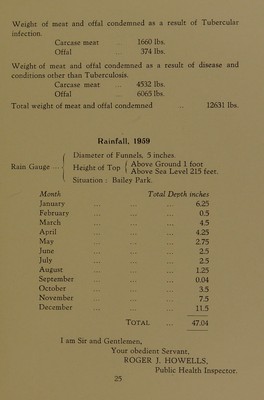 Weight of meat and offal condemned as a result of Tubercular
infection.
Carcase meat ... 1660 lbs.
Offal ... 374 lbs.
Weight of meat and offal condemned as a result of disease and
conditions other than Tuberculosis.
Carcase meat ... 4532 lbs.
Offal ... 6065 lbs.
Total weight of meat and offal condemned ... 12631 lbs.
Rainfall, 1959
Diameter of Funnels, 5 inches
Rain Gauge — { Height of Top { Above Ground 1 foot
Above Sea Level 215 feet.
Situation : Bailey Park.
Month Total Depth inches
January ... ... ... 6.25
February ... ... ... 0.5
March ... ... ... 4.5
April ... ... ... 4.25
May ... ... ... 2.75
June ... ... ... 2.5
July ... ... ... 2.5
August ... ... ... 1.25
September ... ... ... 0.04
October ... ... ... 3.5
November ... ... ... 7.5
December ... ... ... 11.5
TOTAL ... 47.04
I am Sir and Gentlemen,
Your obedient Servant,
ROGER J. HOWELLS,
Public Health Inspector.
25